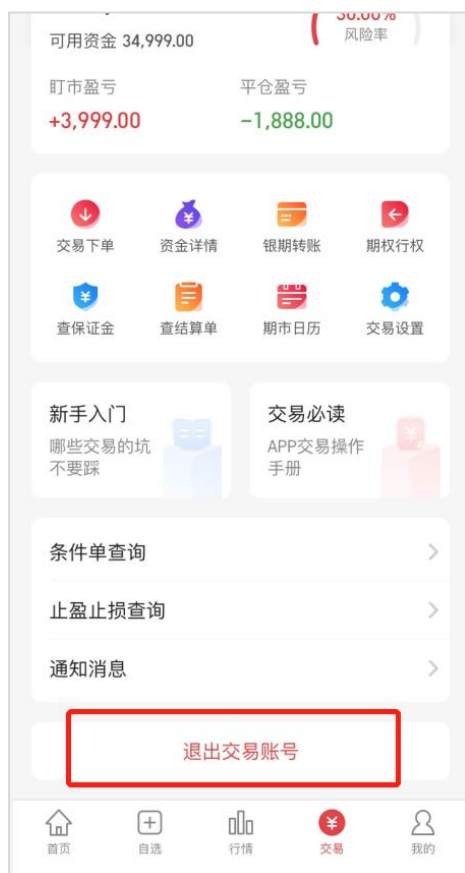 30.00%
可用资金 34,999.00
风险率
盯市盈亏 平仓盈亏
+3,999.00 -1,888.00
交易下单 资金详情 银期转账 期权行权
查保证金 查结算单 期市日历 交易设置
新手入门 交易必读
哪些交易的坑 APP交易操作
不要踩 手册
条件单查询
止盈止损查询
通知消息
退出交易账号
首页 自选 行情 交易 我的